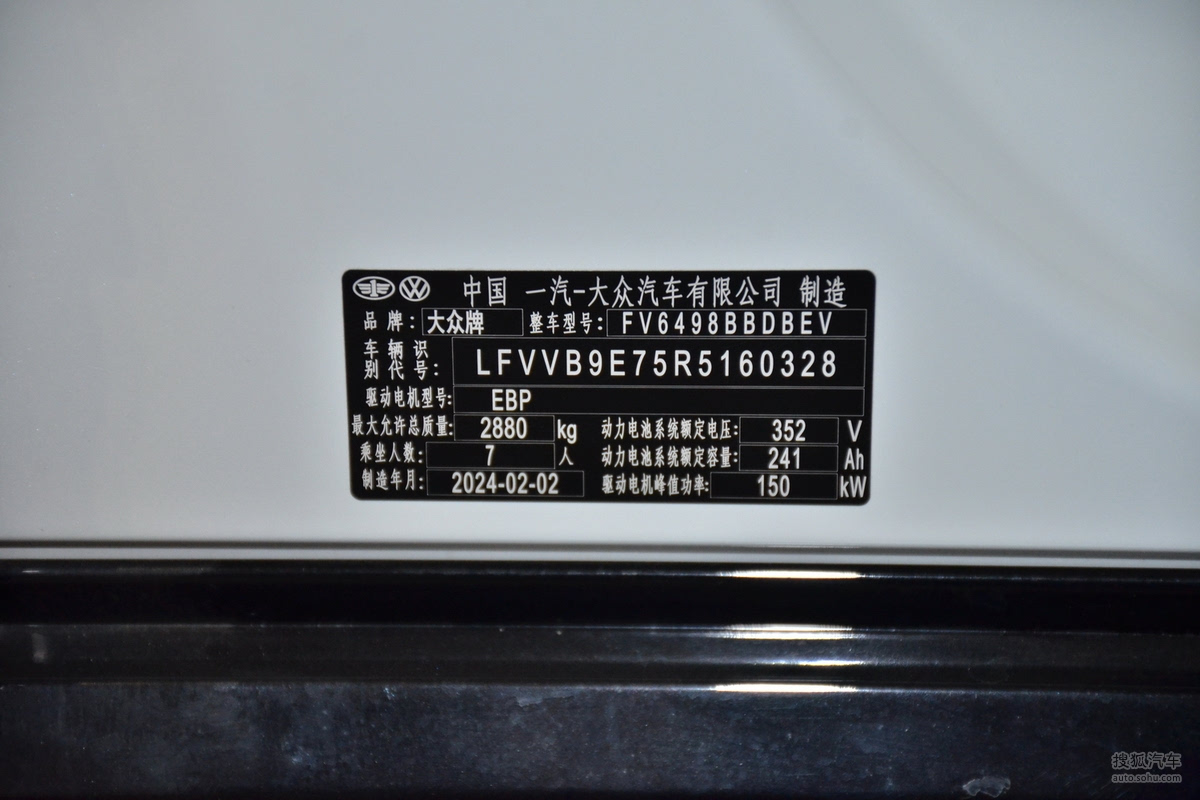 中国 一汽-大众汽车有限公司 制造
品牌: 大众牌 整车型号: FV6498BBDBEV
车辆识别代号: LFVVB9E75R5160328
驱动电机型号: EBP
最大允许总质量: 2880 kg 动力电池系统额定电压: 352 V
乘坐人数: 7 人 动力电池系统额定容量: 241 Ah
制造年月: 2024-02-02 驱动电机峰值功率: 150 kW
搜狐汽车
auto.sohu.com